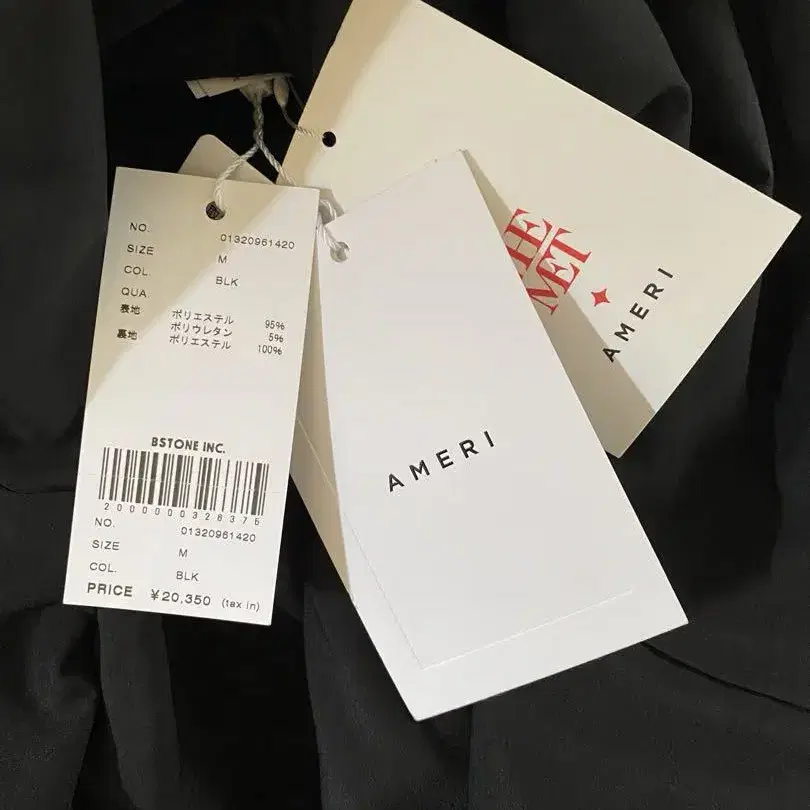 NO. 01320961420
SIZE M
COL. BLK
QUA.
表地 ポリエステル 95%
ポリウレタン 5%
裏地 ポリエステル 100%
BSTONE INC.
2000000326375
NO. 01320961420
SIZE M
COL. BLK
PRICE ¥20,350 (tax in)
AMERI
HE
MET
AMERI